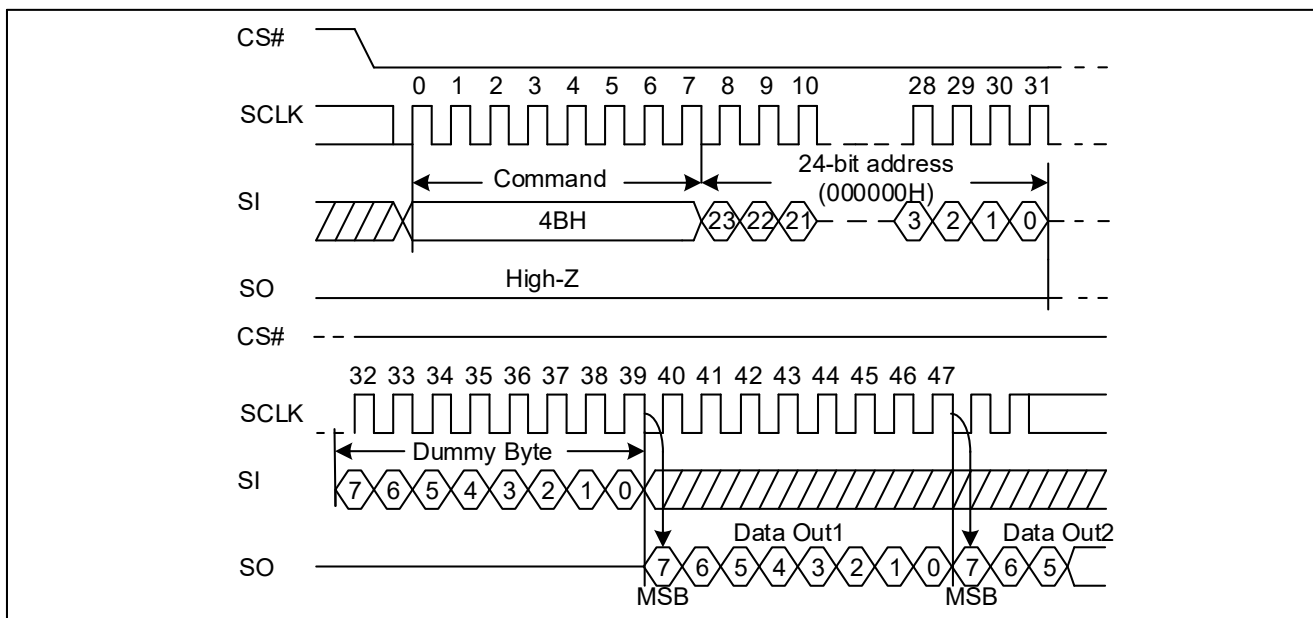 CS#
0 1 2 3 4 5 6 7 8 9 10 28 29 30 31
SCLK
Command
24-bit address
(000000H)
SI
4BH
23 22 21 3 2 1 0
SO
High-Z
CS#
32 33 34 35 36 37 38 39 40 41 42 43 44 45 46 47
SCLK
Dummy Byte
SI
7 6 5 4 3 2 1 0
Data Out1 Data Out2
SO
7 6 5 4 3 2 1 0 7 6 5
MSB MSB